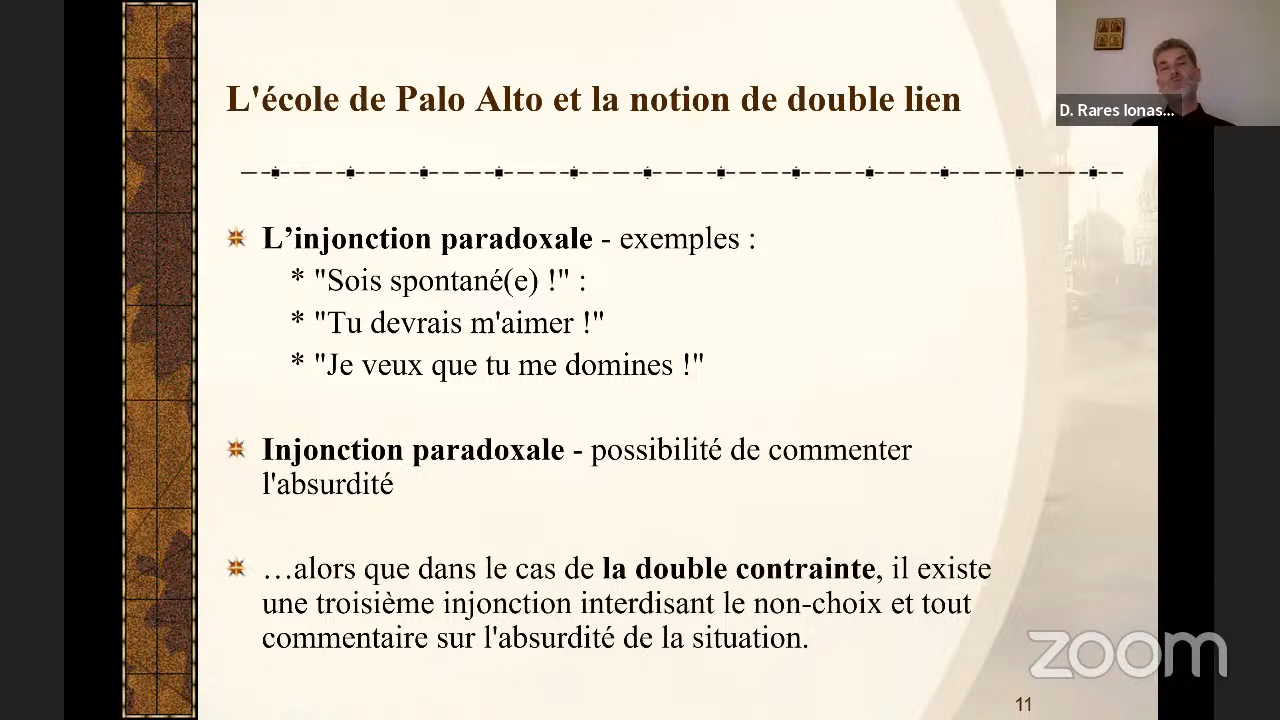 D. Rares Ionas...
L'école de Palo Alto et la notion de double lien
L’injonction paradoxale - exemples :
* "Sois spontané(e) !" :
* "Tu devrais m'aimer !"
* "Je veux que tu me domines !"
Injonction paradoxale - possibilité de commenter
l'absurdité
…alors que dans le cas de la double contrainte, il existe
une troisième injonction interdisant le non-choix et tout
commentaire sur l'absurdité de la situation.
zoom
11